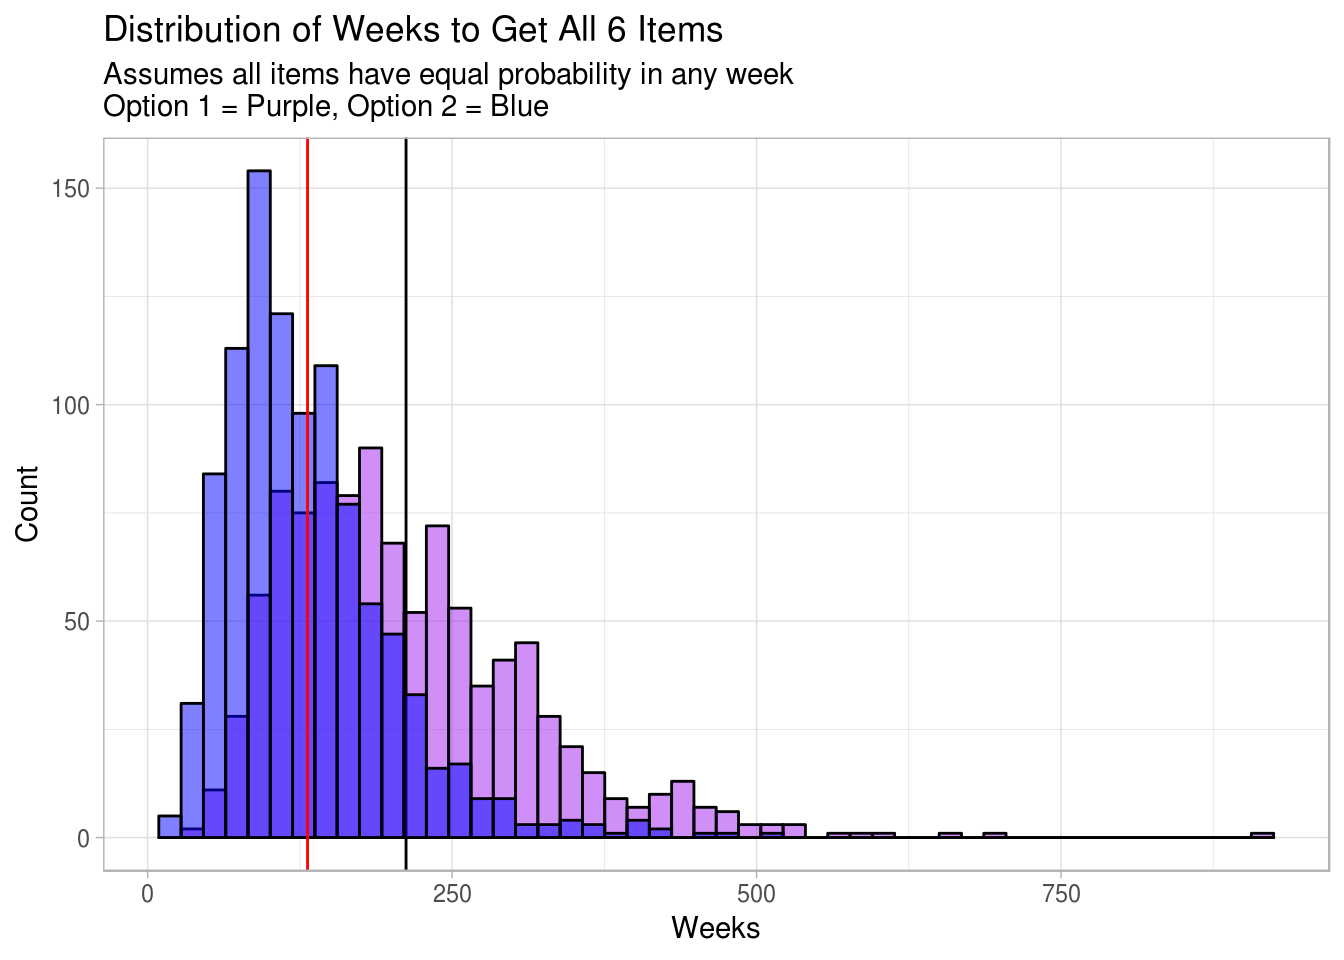 Distribution of Weeks to Get All 6 Items
Assumes all items have equal probability in any week
Option 1 = Purple, Option 2 = Blue
150
100
50
0
Count
0
250
500
750
Weeks